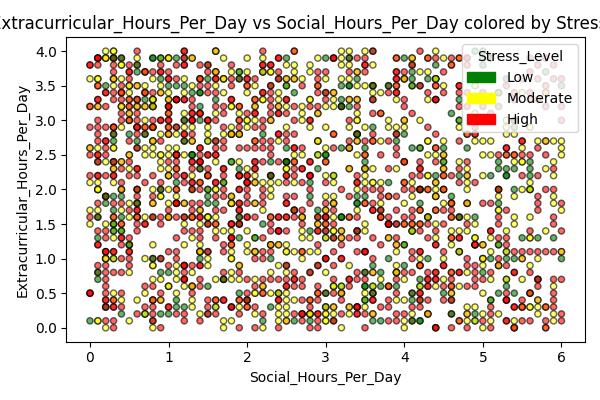 Extracurricular_Hours_Per_Day vs Social_Hours_Per_Day colored by Stress
Stress_Level
Low
Moderate
High
Extracurricular_Hours_Per_Day
4.0
3.5
3.0
2.5
2.0
1.5
1.0
0.5
0.0
0 1 2 3 4 5 6
Social_Hours_Per_Day